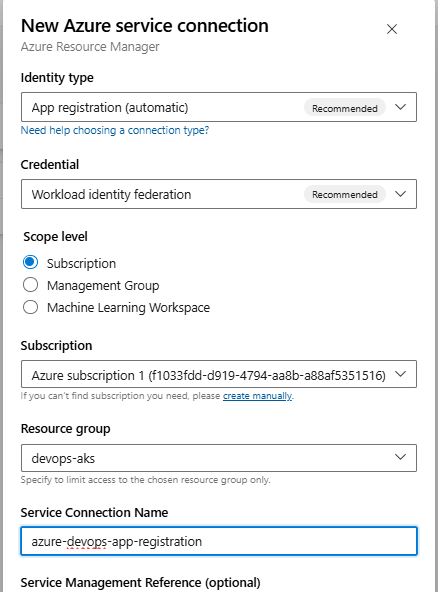 New Azure service connection
Azure Resource Manager
Identity type
App registration (automatic) Recommended
Need help choosing a connection type?
Credential
Workload identity federation Recommended
Scope level
Subscription
Management Group
Machine Learning Workspace
Subscription
Azure subscription 1 (f1033fdd-d919-4794-aa8b-a88af5351516)
If you can't find subscription you need, please create manually.
Resource group
devops-aks
Specify to limit access to the chosen resource group only.
Service Connection Name
azure-devops-app-registration
Service Management Reference (optional)